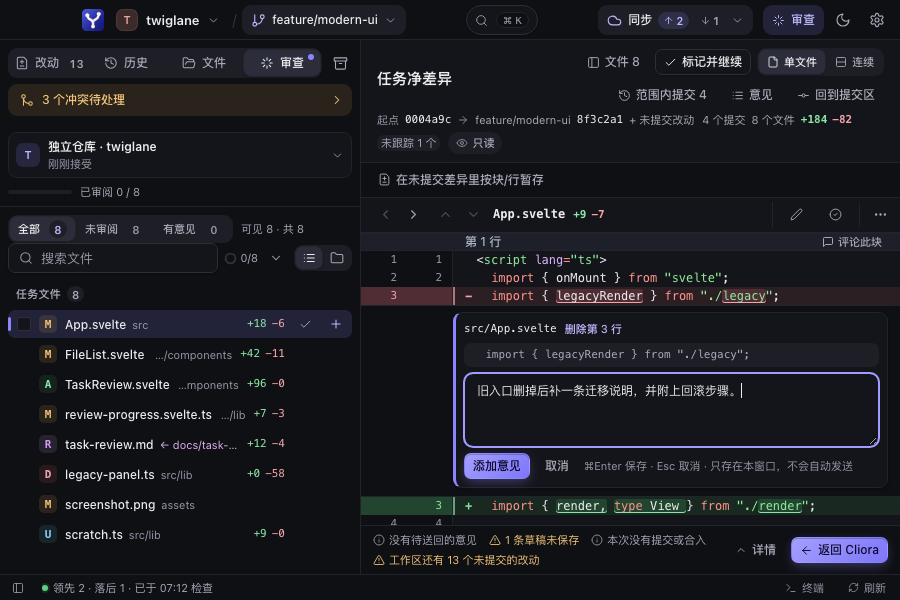 T twiglane / feature/modern-ui ⌘ K 同步 ↑ 2 ↓ 1 审查
改动 13 历史 文件 审查
3 个冲突待处理
T 独立仓库 · twiglane
刚刚接受
已审阅 0 / 8
全部 8 未审阅 8 有意见 0 可见 8 · 共 8
搜索文件 0/8
任务文件 8
M App.svelte src +18 −6
M FileList.svelte …/components +42 −11
A TaskReview.svelte …mponents +96 −0
M review-progress.svelte.ts …/lib +7 −3
R task-review.md ← docs/task-… +12 −4
D legacy-panel.ts src/lib +0 −58
M screenshot.png assets
U scratch.ts src/lib +9 −0
任务净差异
文件 8 标记并继续 单文件 连续
范围内提交 4 意见 回到提交区
起点 0004a9c → feature/modern-ui 8f3c2a1 + 未提交改动 4 个提交 8 个文件 +184 −82
未跟踪 1 个 只读
在未提交差异里按块/行暂存
App.svelte +9 −7
第 1 行 评论此块
1 1 <script lang="ts">
2 2 import { onMount } from "svelte";
3 − import { legacyRender } from "./legacy";
src/App.svelte 删除第 3 行
import { legacyRender } from "./legacy";
旧入口删掉后补一条迁移说明，并附上回滚步骤。
添加意见 取消 ⌘Enter 保存 · Esc 取消 · 只存在本窗口，不会自动发送
3 + import { render, type View } from "./render";
4 4
没有待送回的意见 1 条草稿未保存 本次没有提交或合入
工作区还有 13 个未提交的改动
详情 ← 返回 Cliora
领先 2 · 落后 1 · 已于 07:12 检查 终端 刷新